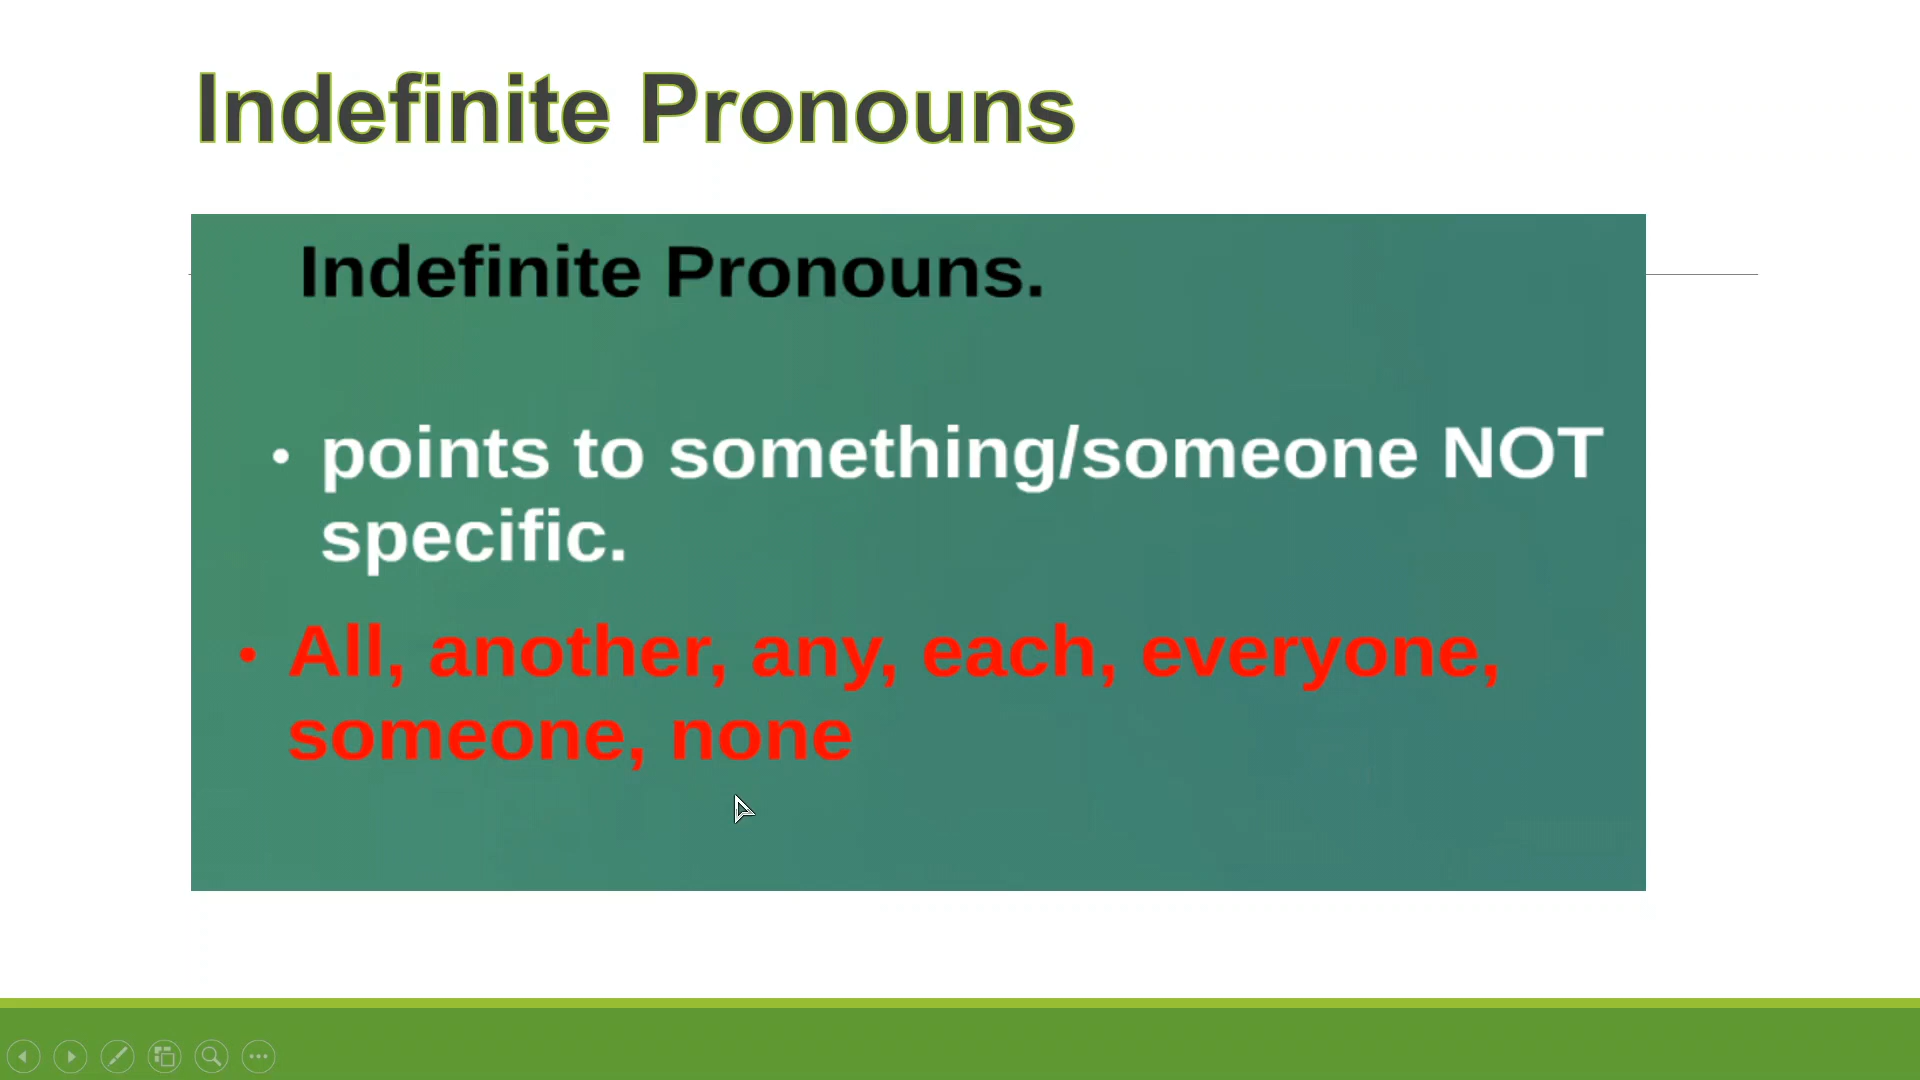 Indefinite Pronouns
Indefinite Pronouns.
• points to something/someone NOT
specific.
• All, another, any, each, everyone,
someone, none